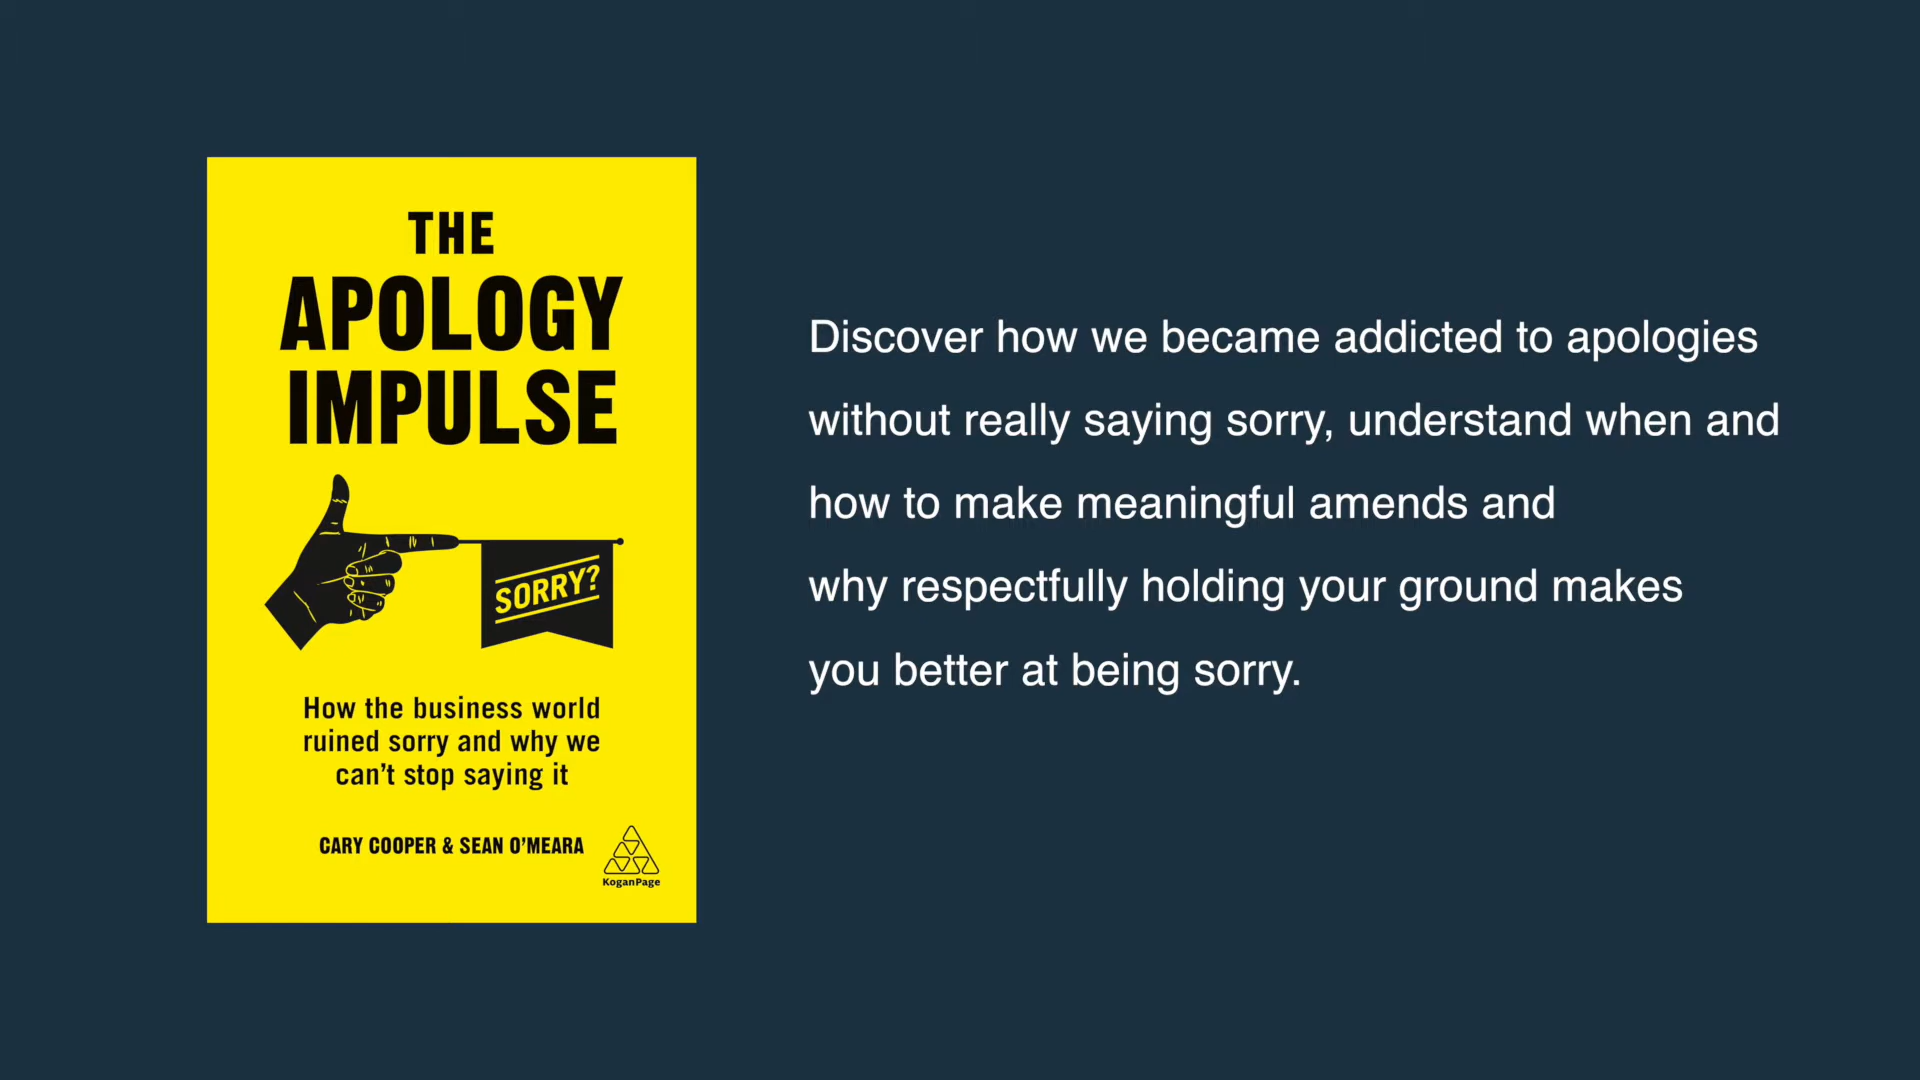 THE
APOLOGY
IMPULSE
SORRY?
How the business world
ruined sorry and why we
can't stop saying it
CARY COOPER & SEAN O'MEARA
KoganPage
Discover how we became addicted to apologies
without really saying sorry, understand when and
how to make meaningful amends and
why respectfully holding your ground makes
you better at being sorry.